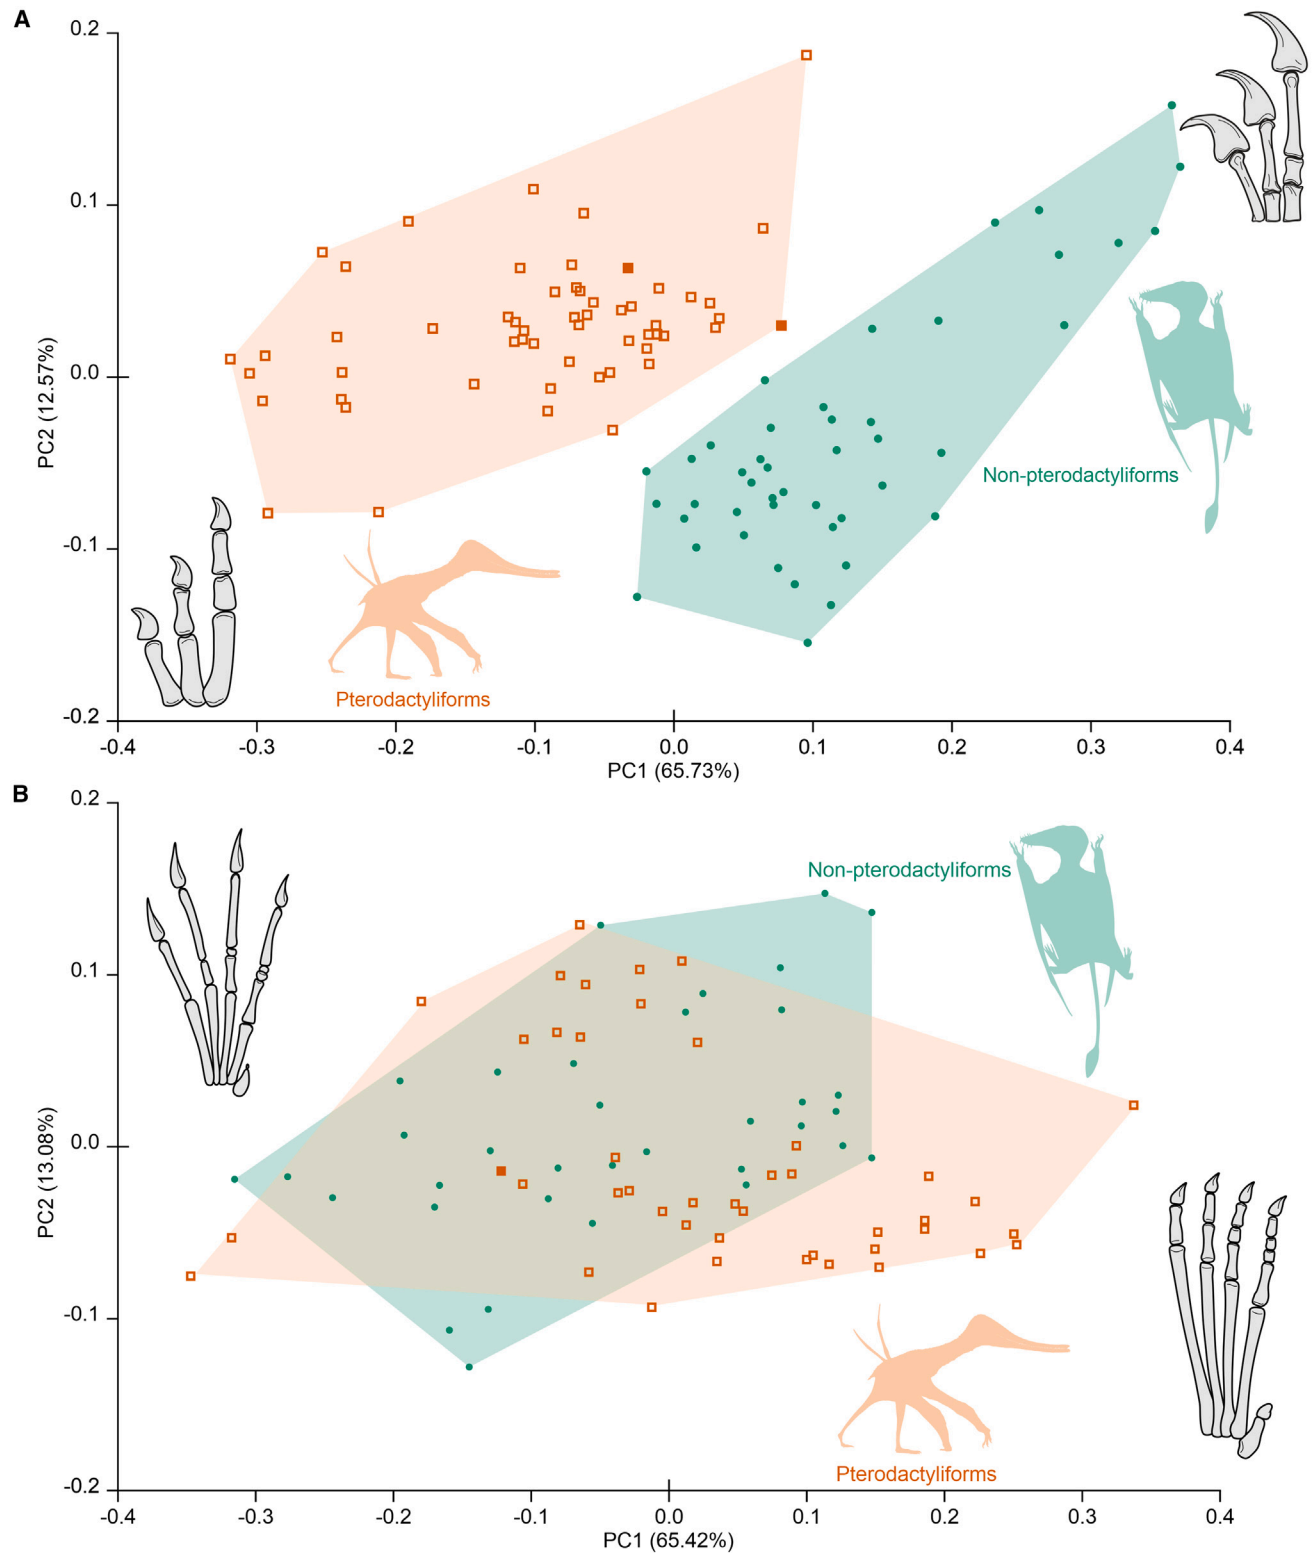 A
0.2
0.1
0.0
-0.1
-0.2
PC2 (12.57%)
Non-pterodactyliforms
Pterodactyliforms
-0.4 -0.3 -0.2 -0.1 0.0 0.1 0.2 0.3 0.4
PC1 (65.73%)
B
0.2
0.1
0.0
-0.1
-0.2
PC2 (13.08%)
Non-pterodactyliforms
Pterodactyliforms
-0.4 -0.3 -0.2 -0.1 0.0 0.1 0.2 0.3 0.4
PC1 (65.42%)